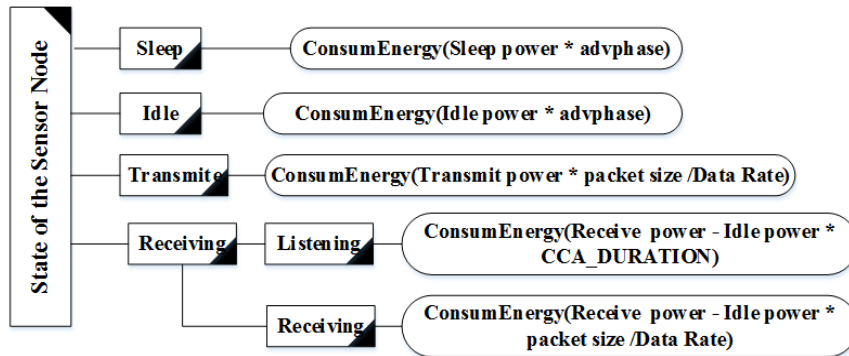 State of the Sensor Node
Sleep
ConsumEnergy(Sleep power * advphase)
Idle
ConsumEnergy(Idle power * advphase)
Transmite
ConsumEnergy(Transmit power * packet size /Data Rate)
Receiving
Listening
ConsumEnergy(Receive power - Idle power *
CCA_DURATION)
Receiving
ConsumEnergy(Receive power - Idle power *
packet size /Data Rate)